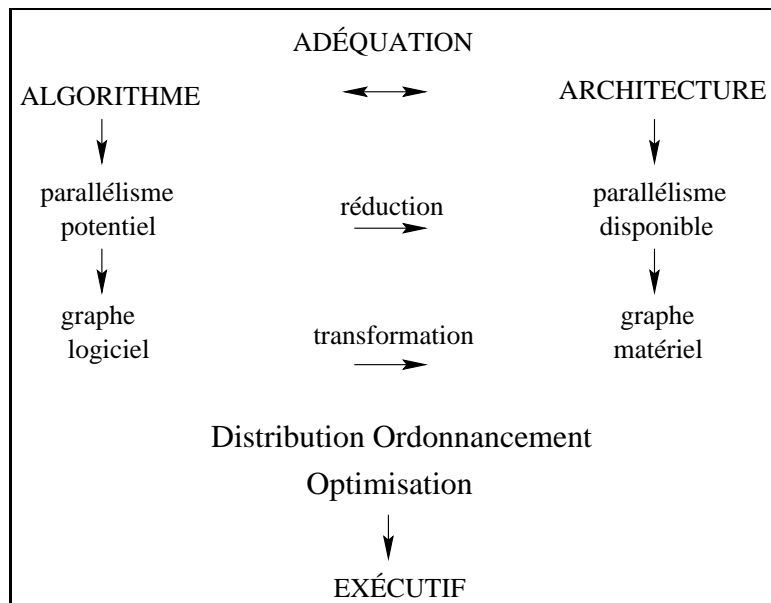 ADÉQUATION
ALGORITHME
ARCHITECTURE
parallélisme
potentiel
réduction
parallélisme
disponible
graphe
logiciel
transformation
graphe
matériel
Distribution Ordonnancement
Optimisation
EXÉCUTIF